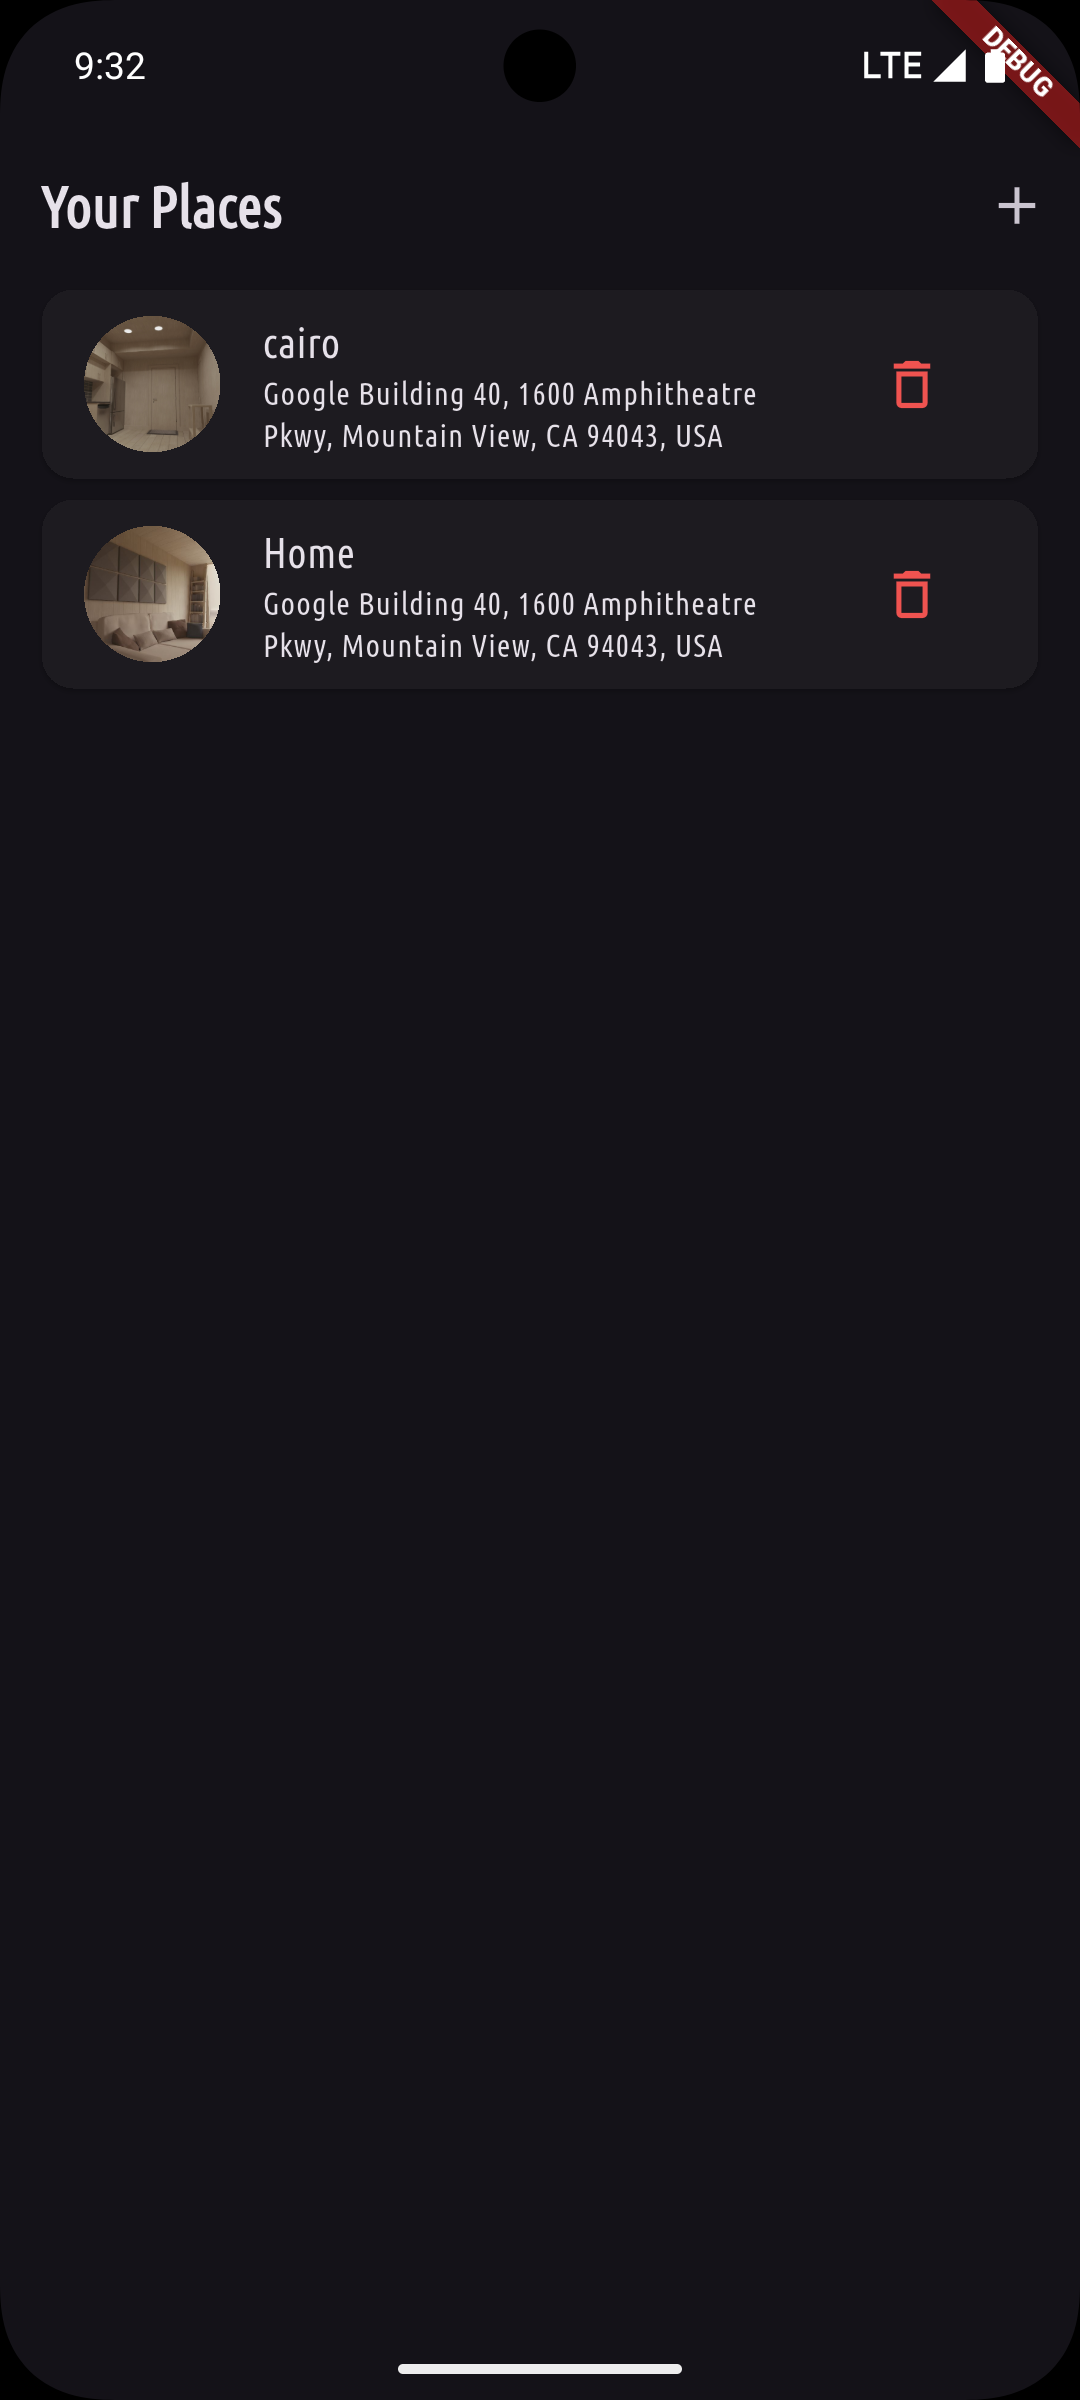 9:32
LTE
DEBUG
Your Places
cairo
Google Building 40, 1600 Amphitheatre
Pkwy, Mountain View, CA 94043, USA
Home
Google Building 40, 1600 Amphitheatre
Pkwy, Mountain View, CA 94043, USA